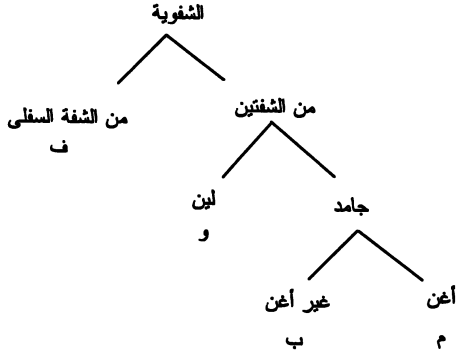 الشفوية
من الشفتين
من الشفة السفلى
ف
جامد
لين
و
أغن
غير أغن
م
ب